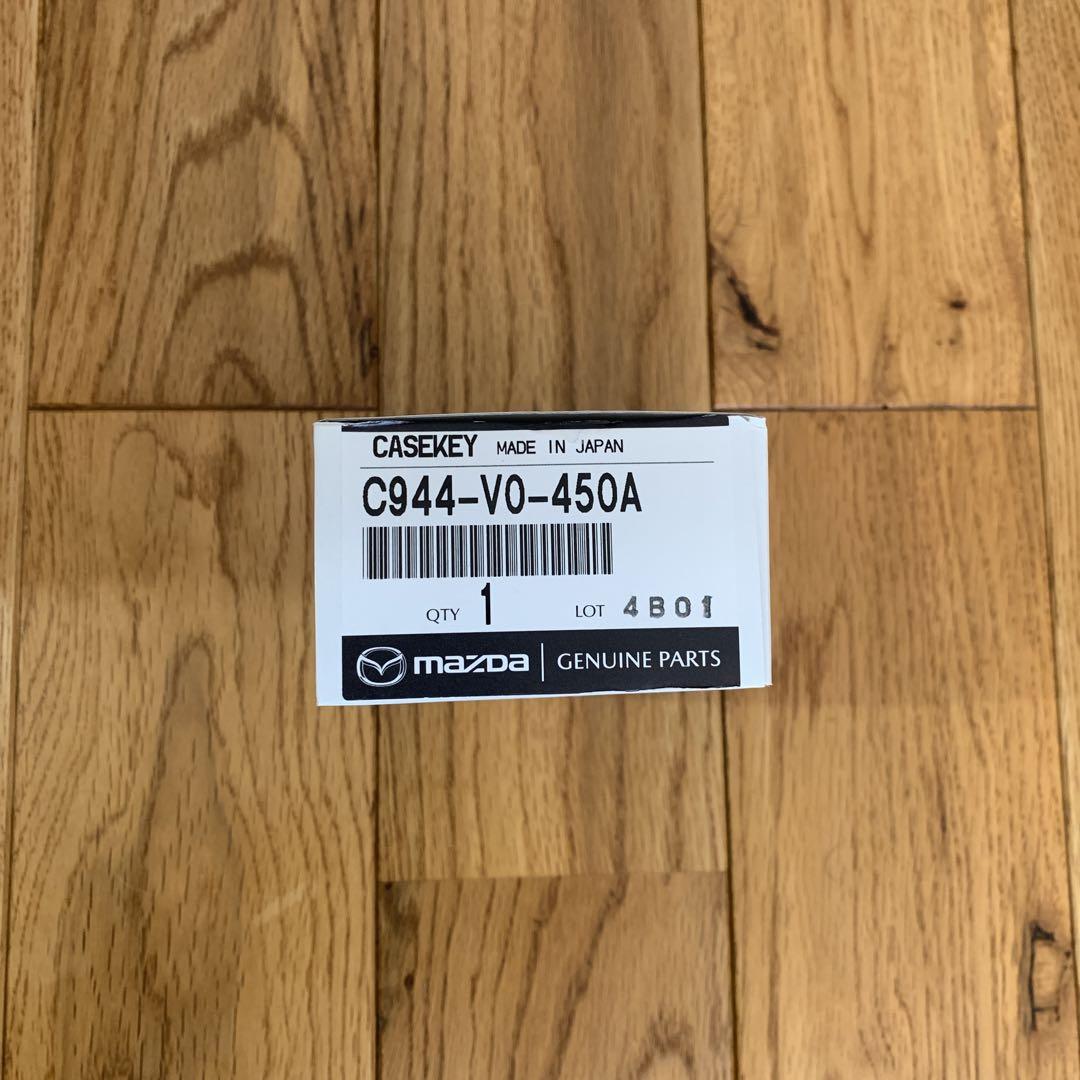 CASEKEY MADE IN JAPAN
C944-V0-450A
QTY 1 LOT 4B01
mazda GENUINE PARTS